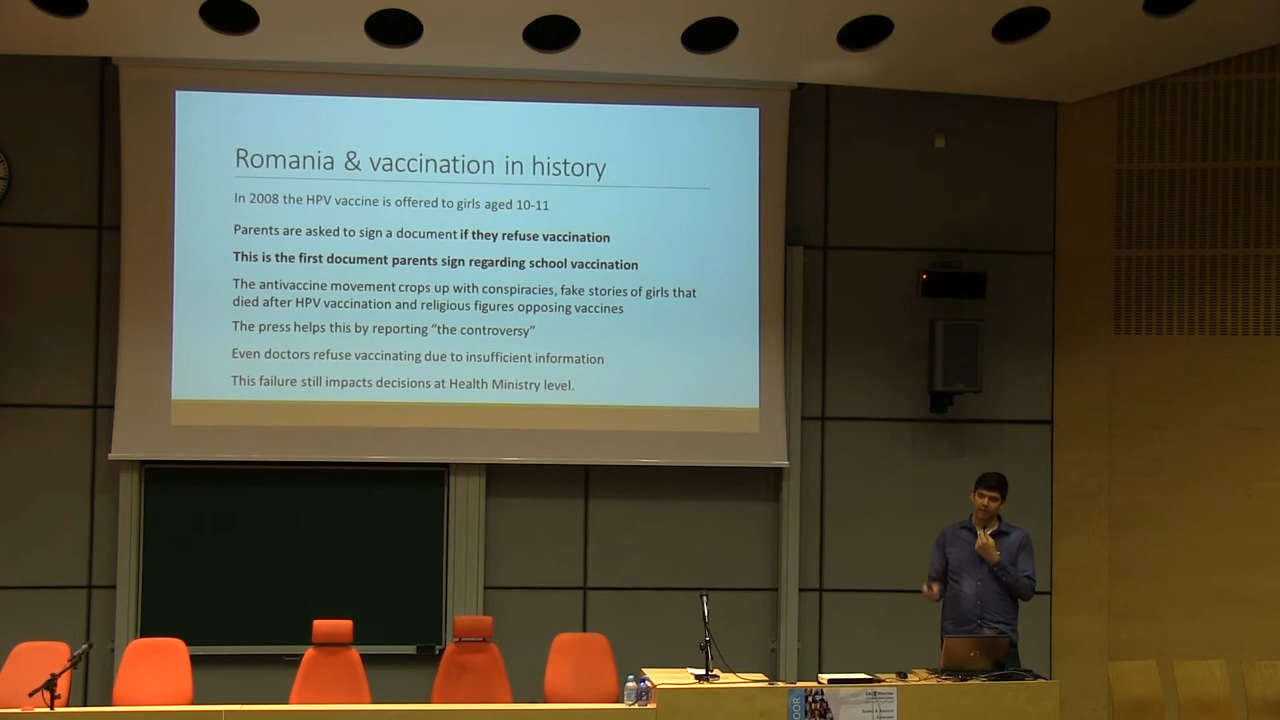 Romania & vaccination in history
In 2008 the HPV vaccine is offered to girls aged 10-11
Parents are asked to sign a document if they refuse vaccination
This is the first document parents sign regarding school vaccination
The antivaccine movement crops up with conspiracies, fake stories of girls that
died after HPV vaccination and religious figures opposing vaccines
The press helps this by reporting “the controversy”
Even doctors refuse vaccinating due to insufficient information
This failure still impacts decisions at Health Ministry level.